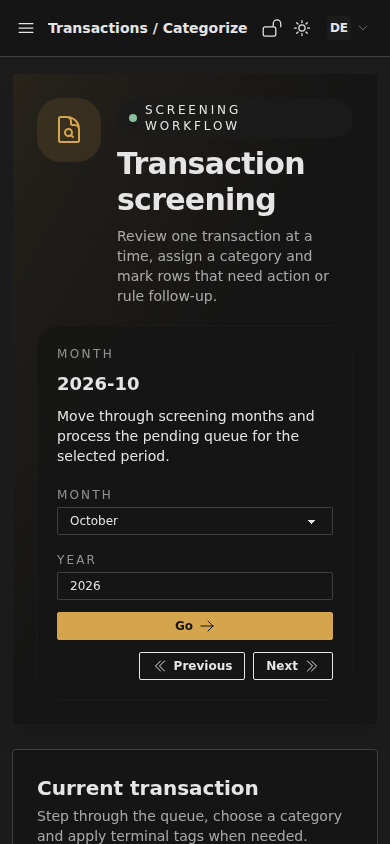 Transactions / Categorize
DE
SCREENING
WORKFLOW
Transaction
screening
Review one transaction at a
time, assign a category and
mark rows that need action or
rule follow-up.
MONTH
2026-10
Move through screening months and
process the pending queue for the
selected period.
MONTH
October
YEAR
2026
Go
Previous
Next
Current transaction
Step through the queue, choose a category
and apply terminal tags when needed.